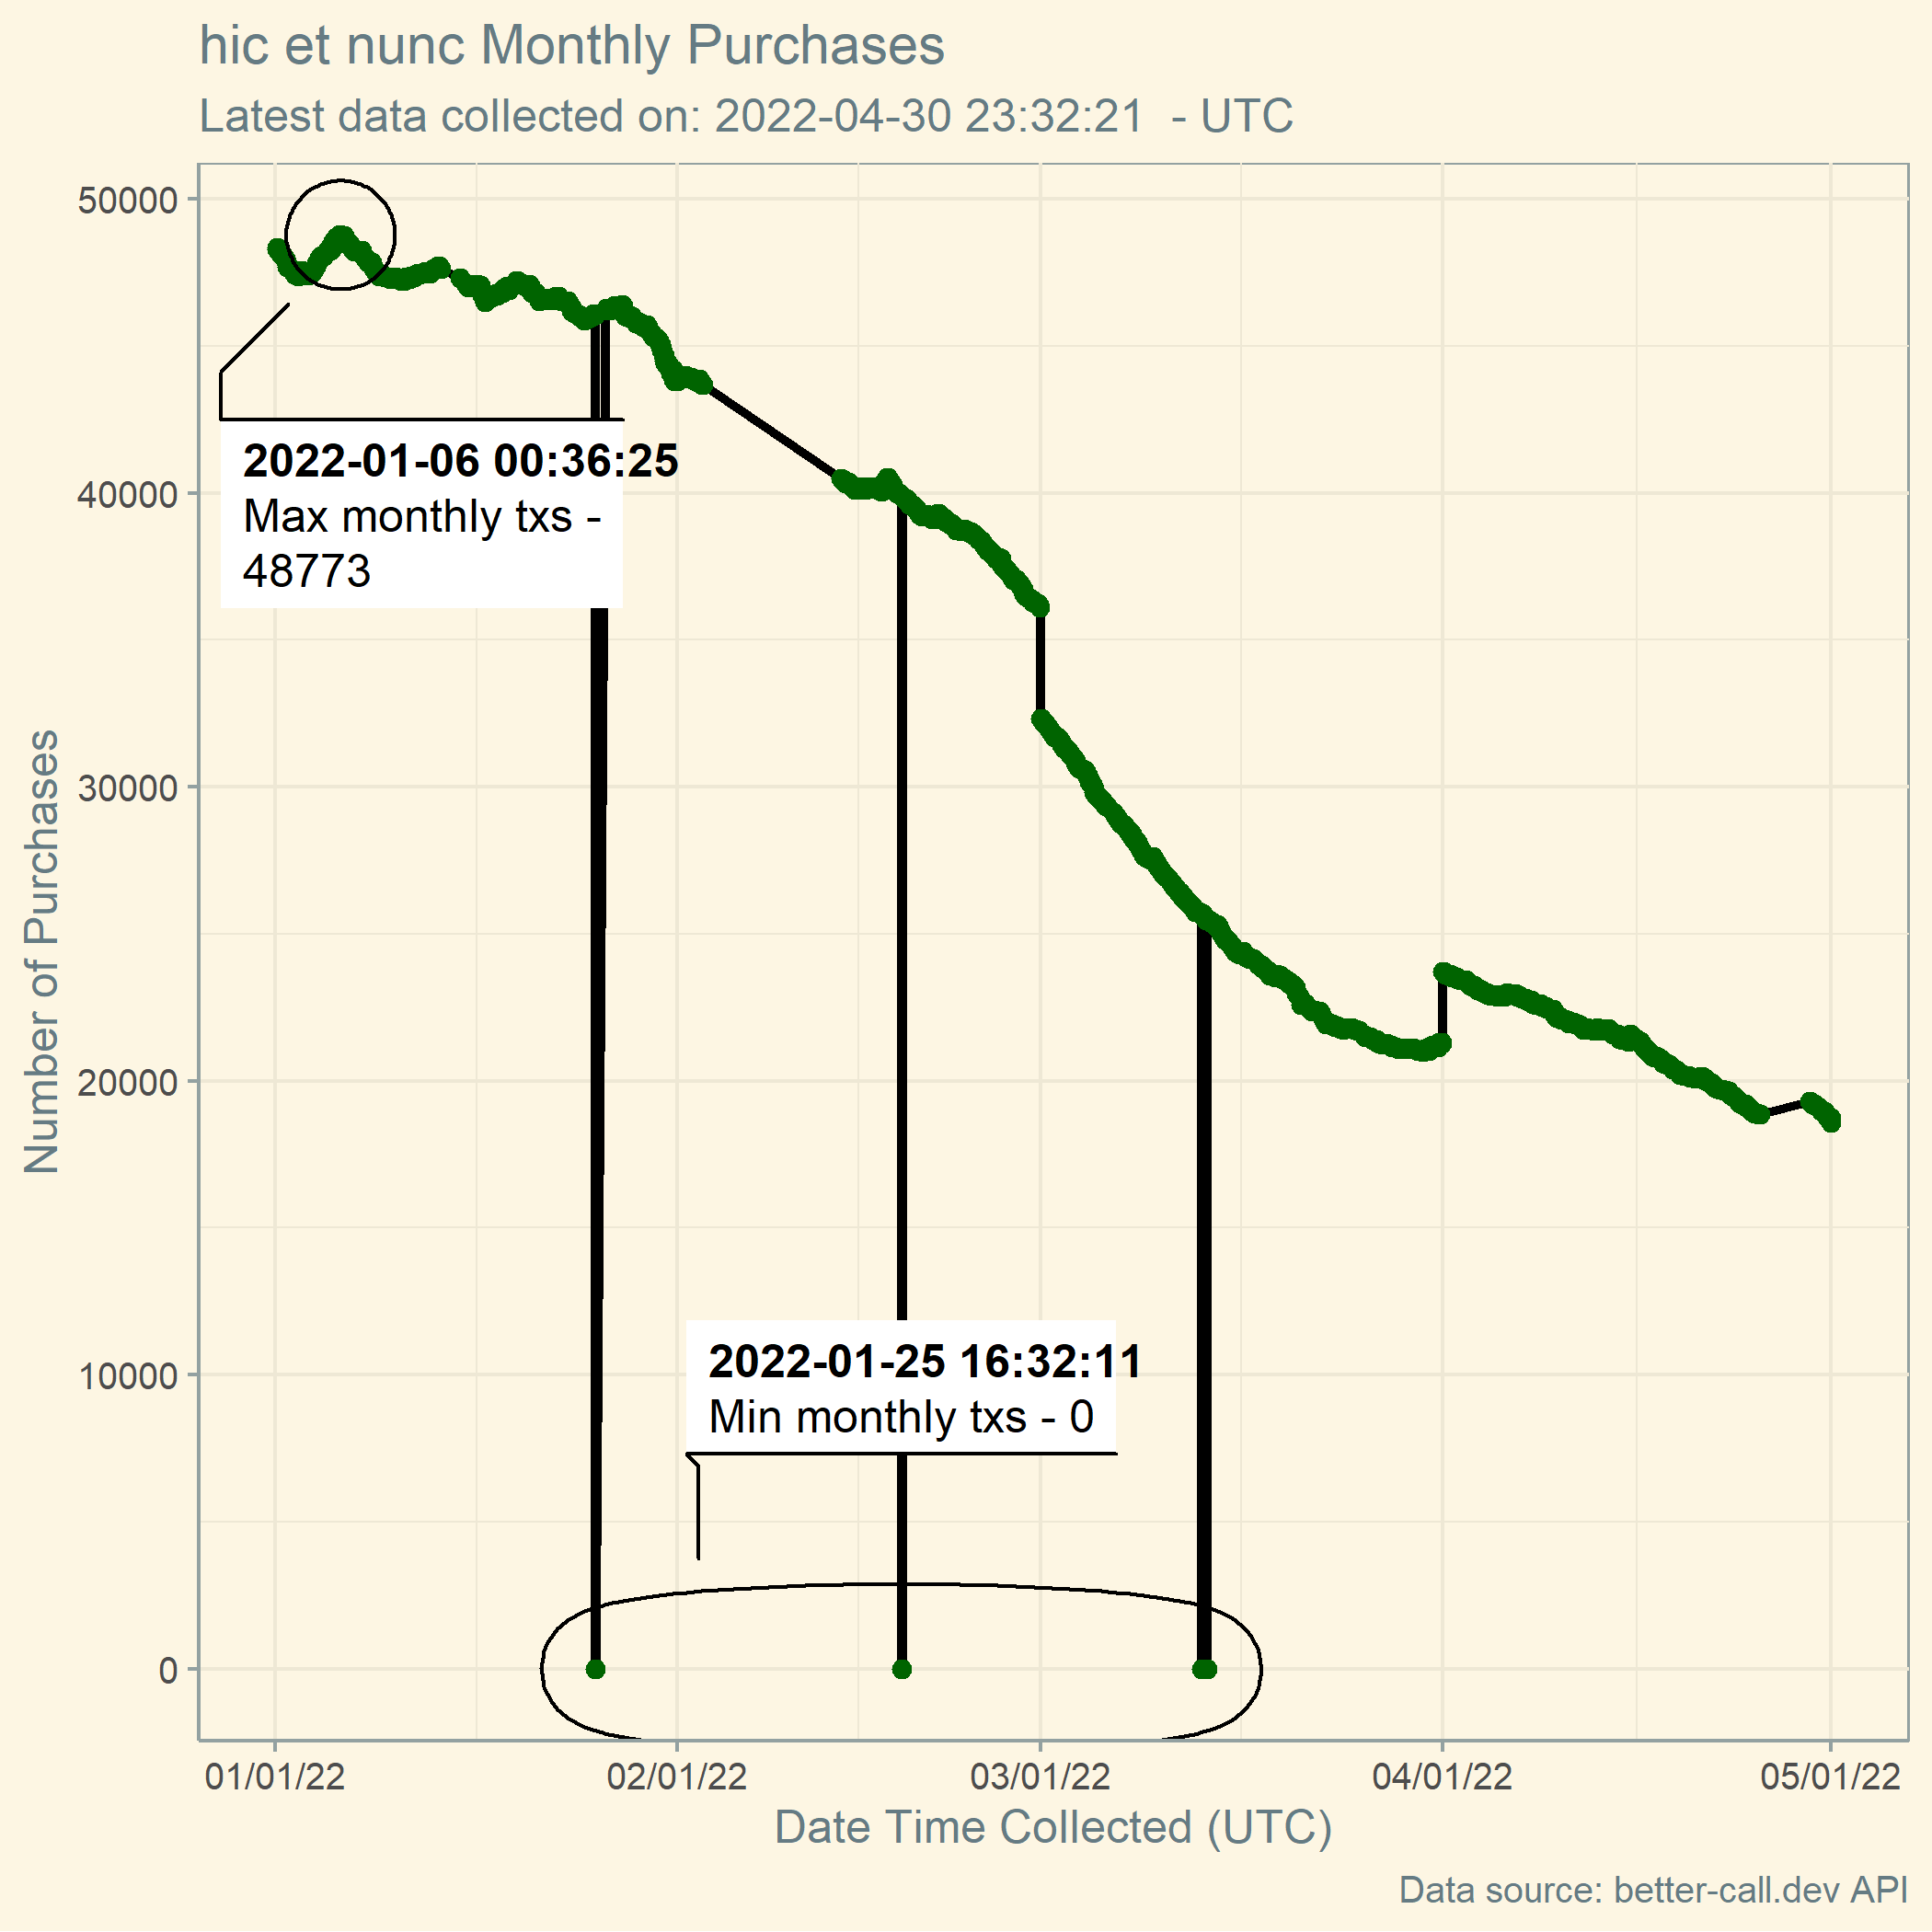 hic et nunc Monthly Purchases
Latest data collected on: 2022-04-30 23:32:21  - UTC
Number of Purchases
50000
40000
30000
20000
10000
0
2022-01-06 00:36:25
Max monthly txs -
48773
2022-01-25 16:32:11
Min monthly txs - 0
01/01/22
02/01/22
03/01/22
04/01/22
05/01/22
Date Time Collected (UTC)
Data source: better-call.dev API